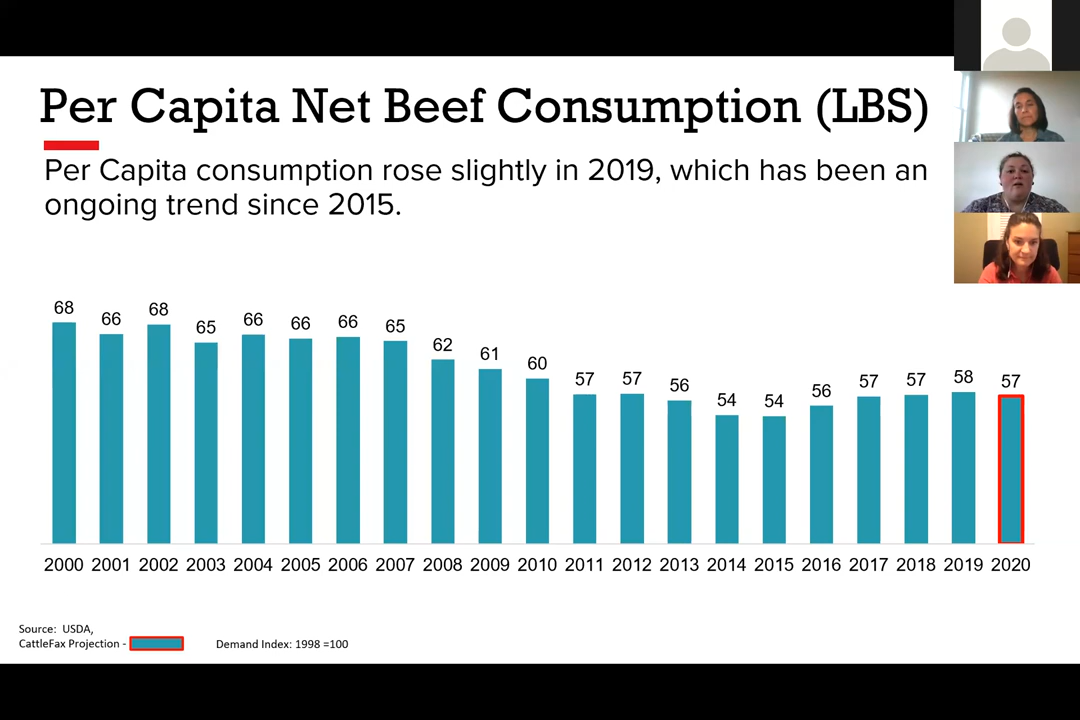 Per Capita Net Beef Consumption (LBS)
Per Capita consumption rose slightly in 2019, which has been an
ongoing trend since 2015.
68 66 68 65 66 66 66 65 62 61 60 57 57 56 54 54 56 57 57 58 57
2000 2001 2002 2003 2004 2005 2006 2007 2008 2009 2010 2011 2012 2013 2014 2015 2016 2017 2018 2019 2020
Source: USDA,
CattleFax Projection - Demand Index: 1998 =100